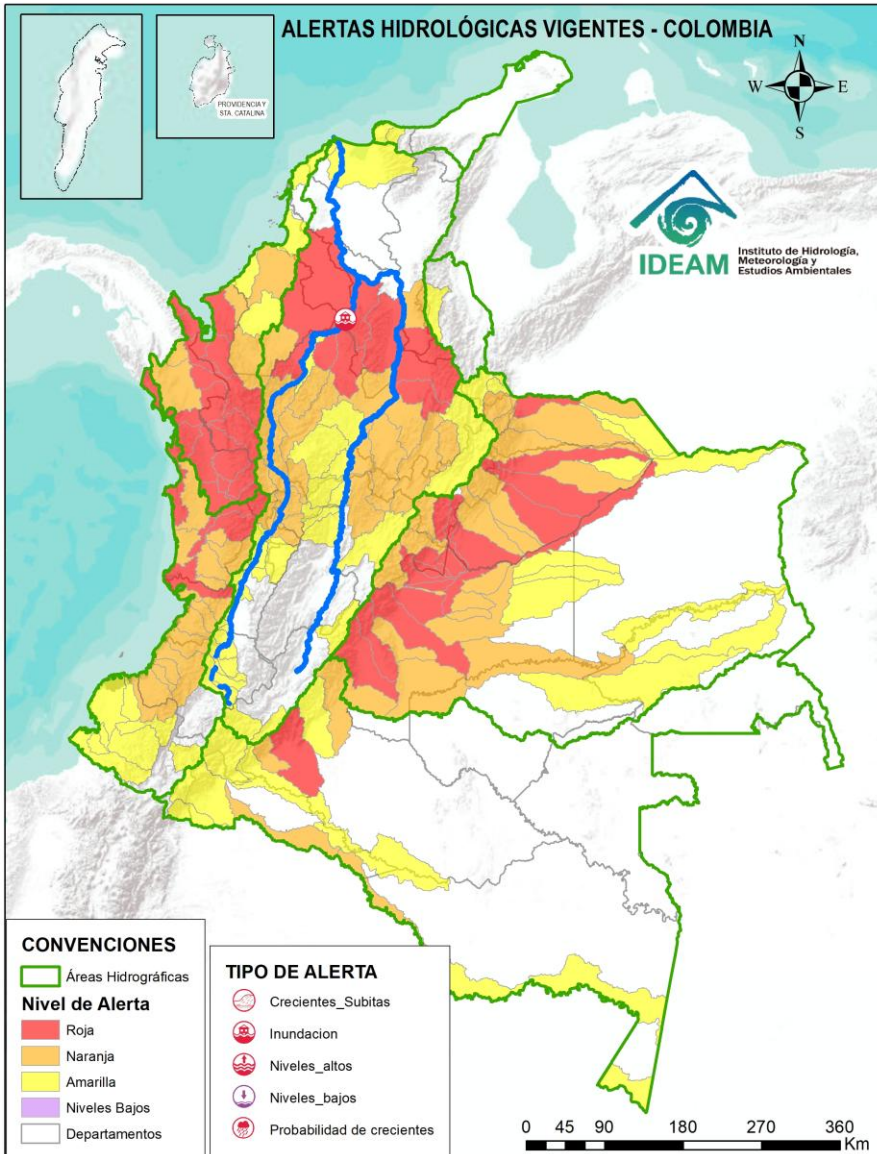 ALERTAS HIDROLÓGICAS VIGENTES - COLOMBIA
PROVIDENCIA Y
STA. CATALINA
N
W E
S
IDEAM
Instituto de Hidrología,
Meteorología y
Estudios Ambientales
CONVENCIONES
Áreas Hidrográficas
Nivel de Alerta
Roja
Naranja
Amarilla
Niveles Bajos
Departamentos
TIPO DE ALERTA
Crecientes_Subitas
Inundacion
Niveles_altos
Niveles_bajos
Probabilidad de crecientes
0 45 90 180 270 360
Km